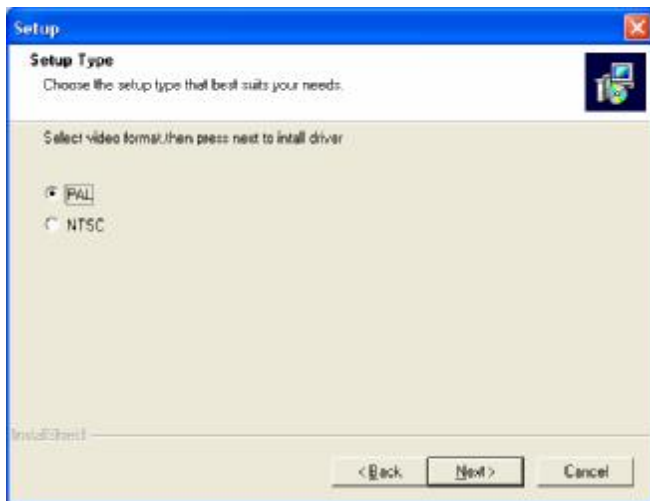 Setup
Setup Type
Choose the setup type that best suits your needs.
Select video format,then press next to intall driver
PAL
NTSC
InstallShield
< Back
Next >
Cancel